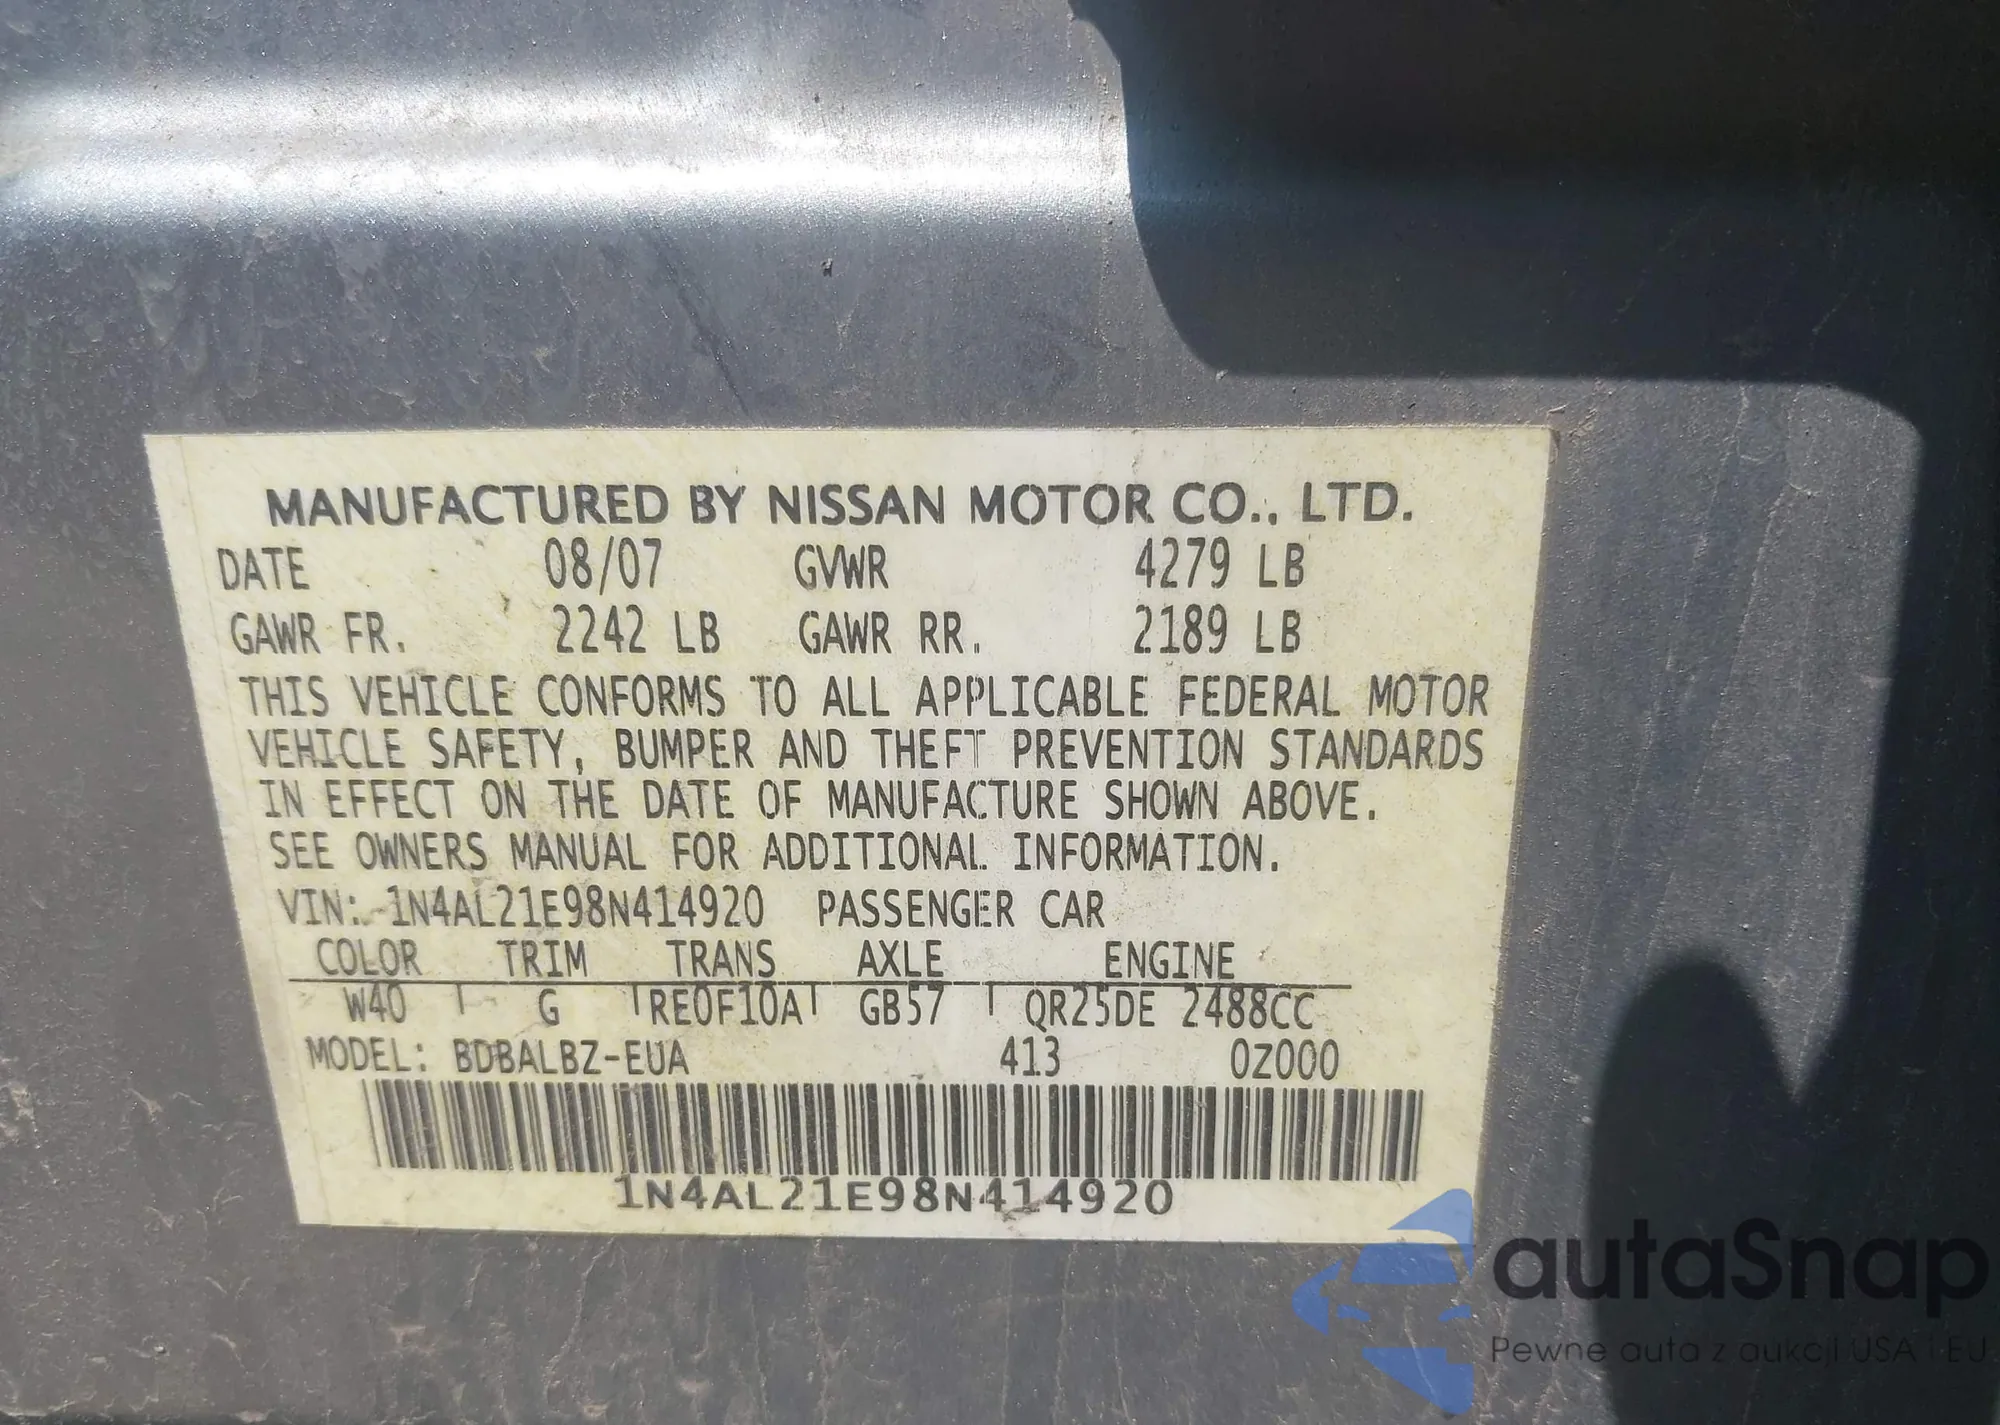 MANUFACTURED BY NISSAN MOTOR CO., LTD.
DATE 08/07 GVWR 4279 LB
GAWR FR. 2242 LB GAWR RR. 2189 LB
THIS VEHICLE CONFORMS TO ALL APPLICABLE FEDERAL MOTOR
VEHICLE SAFETY, BUMPER AND THEFT PREVENTION STANDARDS
IN EFFECT ON THE DATE OF MANUFACTURE SHOWN ABOVE.
SEE OWNERS MANUAL FOR ADDITIONAL INFORMATION.
VIN: 1N4AL21E98N414920 PASSENGER CAR
COLOR TRIM TRANS AXLE ENGINE
W40 G RE0F10A GB57 QR25DE 2488CC
MODEL: BDBALBZ-EUA 413 0Z000
1N4AL21E98N414920
autaSnap
Pewne auta z aukcji USA i EU